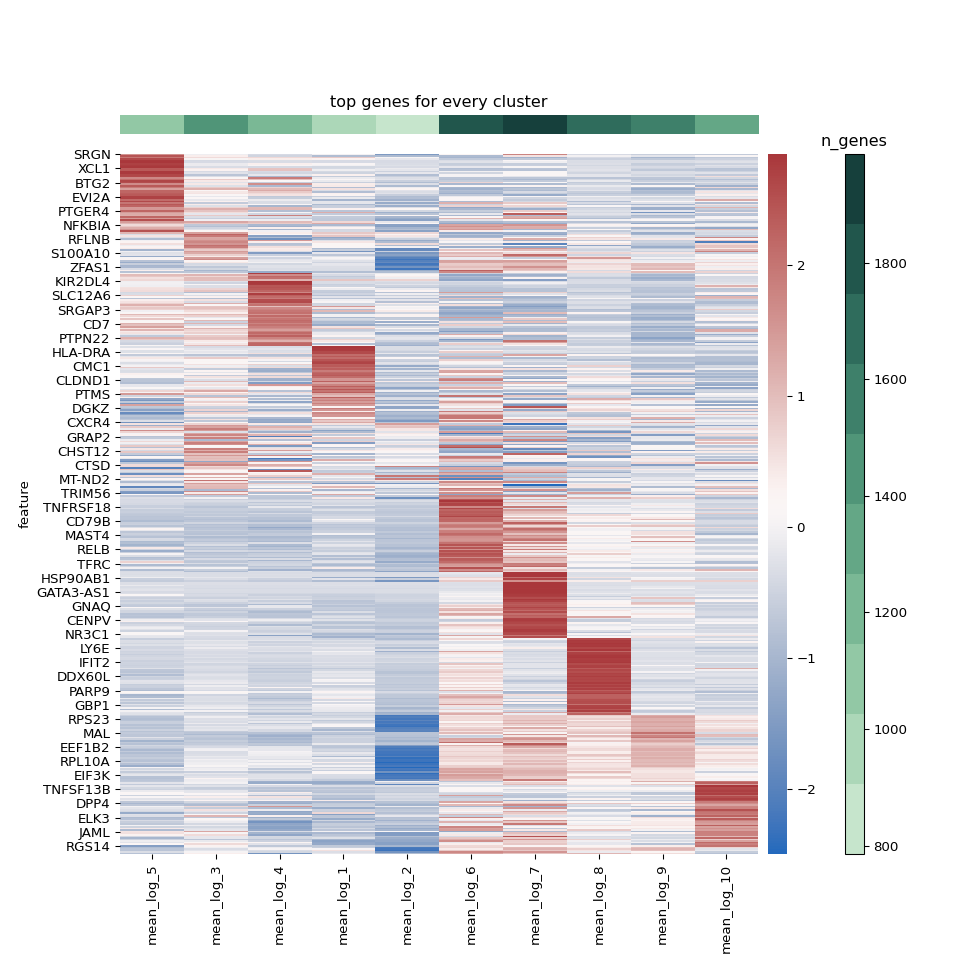 top genes for every cluster
n_genes
feature
SRGN
XCL1
BTG2
EVI2A
PTGER4
NFKBIA
RFLNB
S100A10
ZFAS1
KIR2DL4
SLC12A6
SRGAP3
CD7
PTPN22
HLA-DRA
CMC1
CLDND1
PTMS
DGKZ
CXCR4
GRAP2
CHST12
CTSD
MT-ND2
TRIM56
TNFRSF18
CD79B
MAST4
RELB
TFRC
HSP90AB1
GATA3-AS1
GNAQ
CENPV
NR3C1
LY6E
IFIT2
DDX60L
PARP9
GBP1
RPS23
MAL
EEF1B2
RPL10A
EIF3K
TNFSF13B
DPP4
ELK3
JAML
RGS14
2
1
0
−1
−2
1800
1600
1400
1200
1000
800
mean_log_5
mean_log_3
mean_log_4
mean_log_1
mean_log_2
mean_log_6
mean_log_7
mean_log_8
mean_log_9
mean_log_10